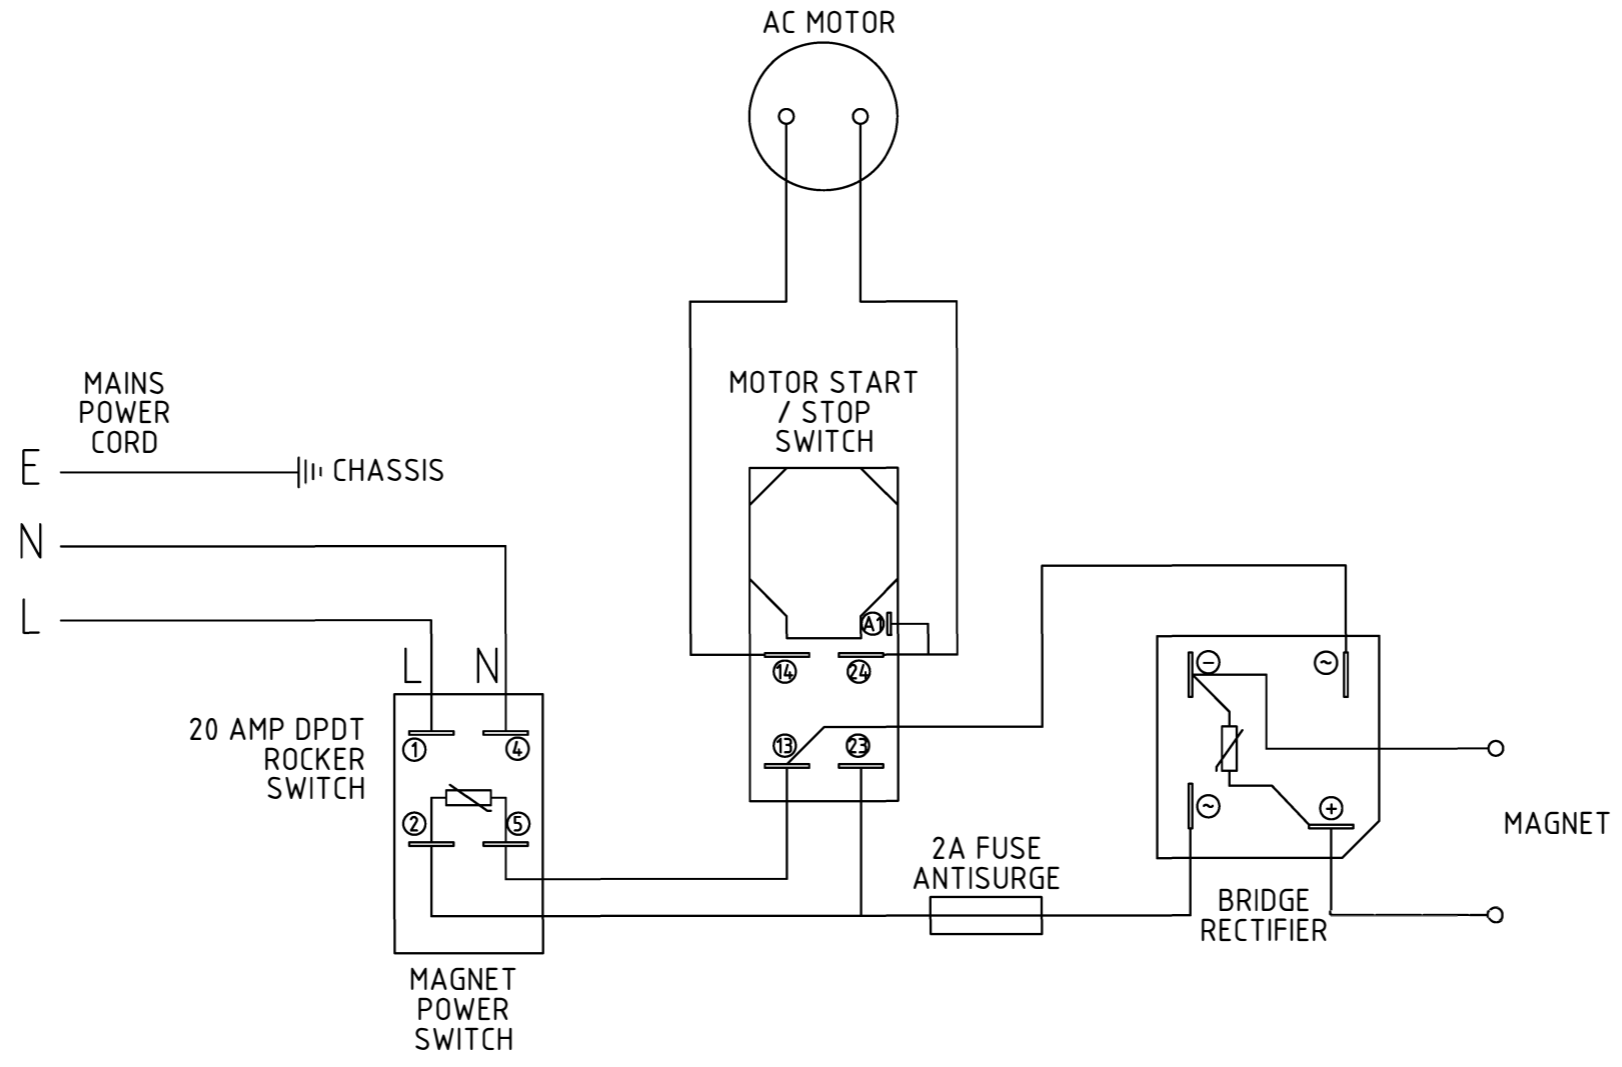 AC MOTOR
MOTOR START
/ STOP
SWITCH
MAINS
POWER
CORD
E
CHASSIS
N
L
A1
14
24
L
N
20 AMP DPDT
ROCKER
SWITCH
1
4
13
23
2
5
−
~
~
+
MAGNET
2A FUSE
ANTISURGE
BRIDGE
RECTIFIER
MAGNET
POWER
SWITCH